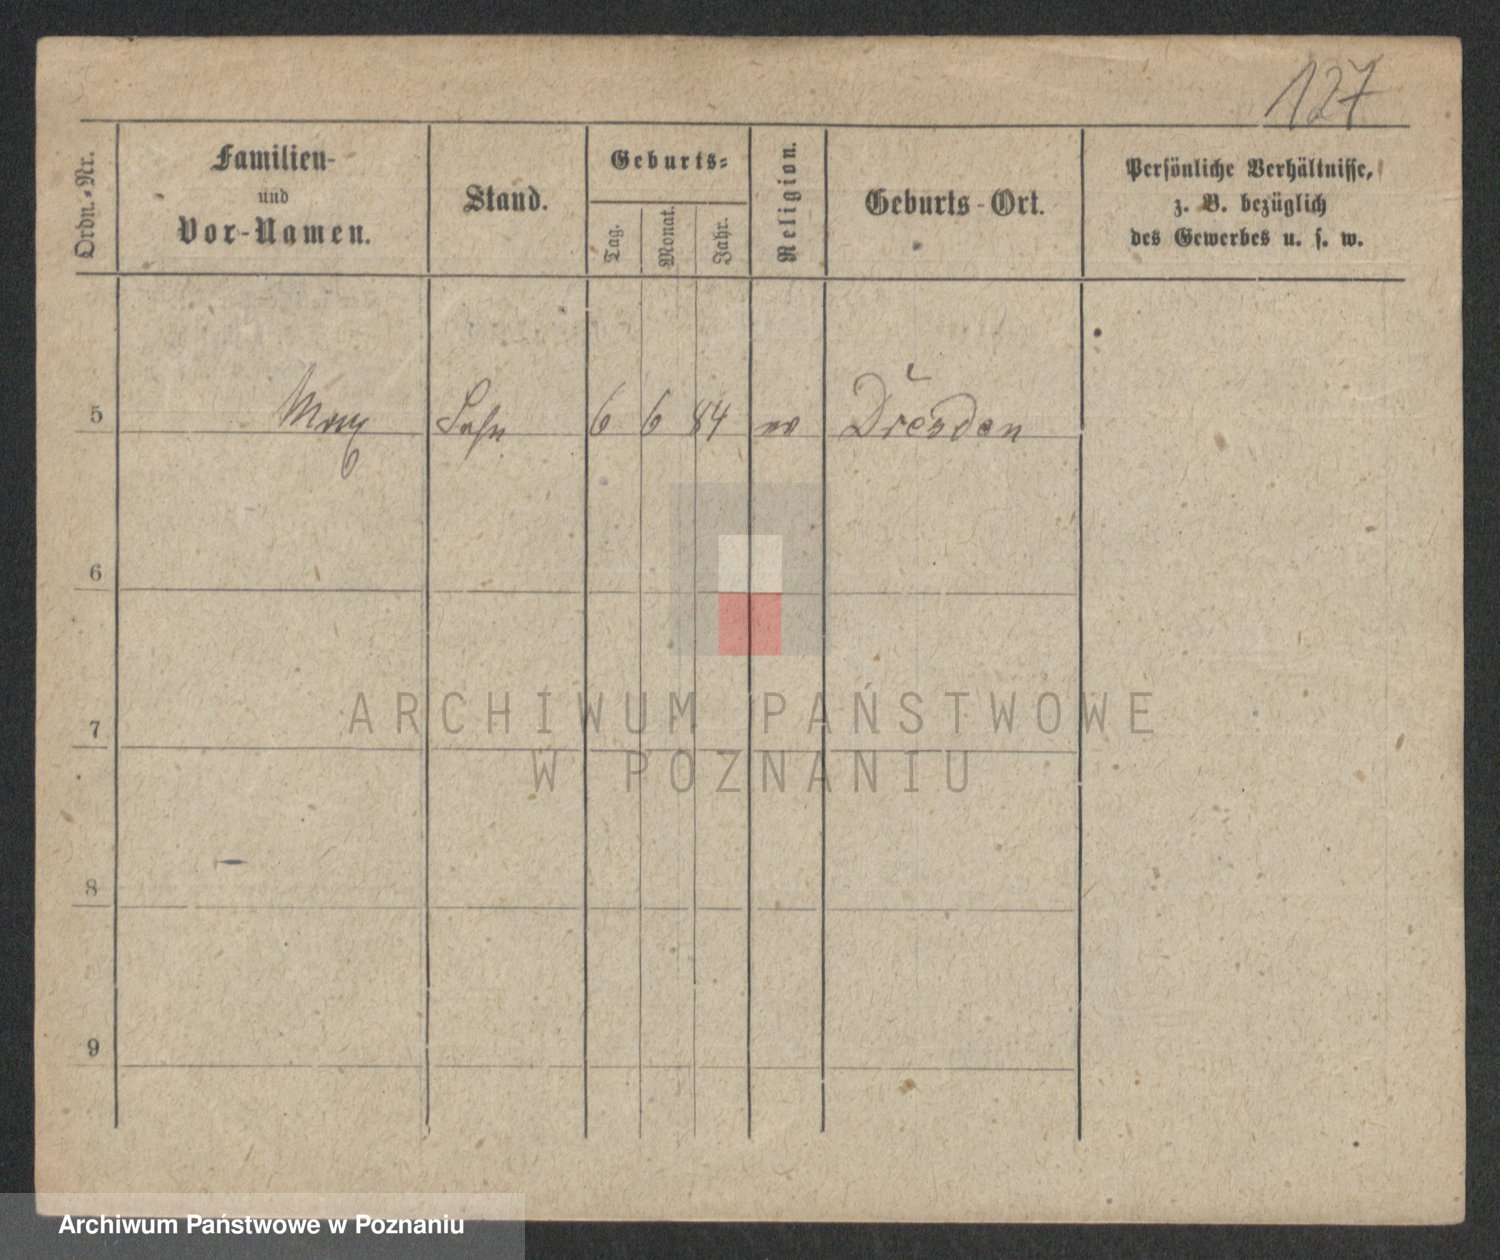 127
Ordn.-Nr.
Familien-
und
Vor-Namen.
Stand.
Geburts-
Tag.
Monat.
Jahr.
Religion.
Geburts-Ort.
Persönliche Verhältnisse,
z. B. bezüglich
des Gewerbes u. s. w.
5 Max Sohn 6 6 84 ev Dresden
6
7
8
9
ARCHIWUM PAŃSTWOWE
W POZNANIU
Archiwum Państwowe w Poznaniu